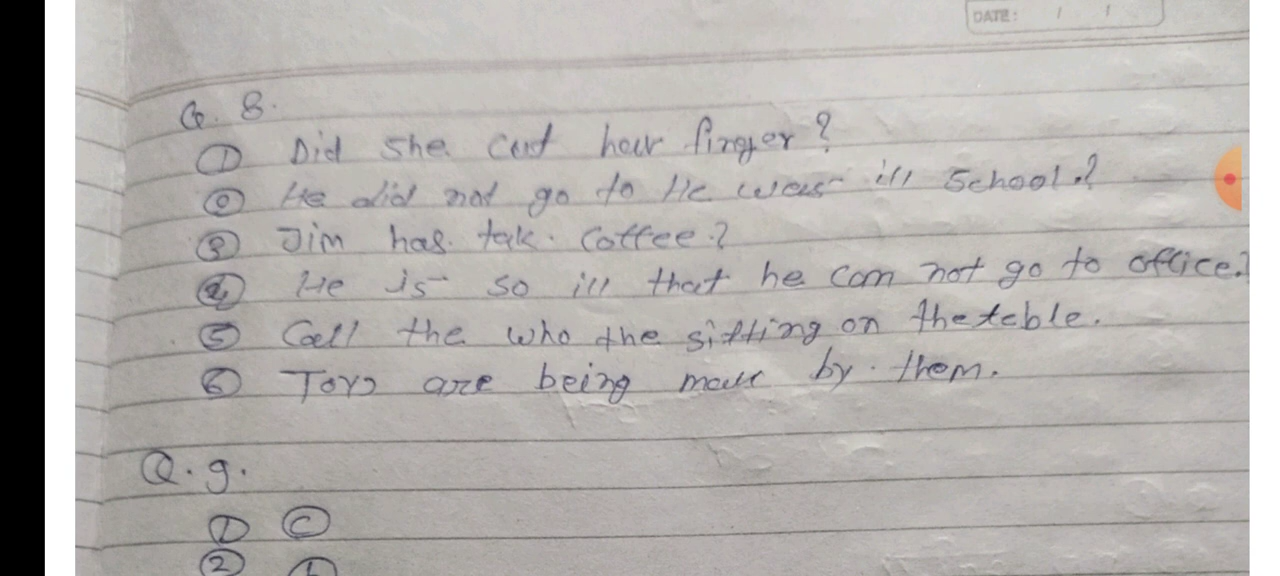 DATE: / /
Q. 8.
① Did she cut her finger?
② He did not go to He was ill School.?
③ Jim has. tak. Coffee.?
④ He is so ill that he can not go to office.?
⑤ Call the who the sitting on the table.
⑥ Toys are being made by. them.
Q. 9.
① ⓒ
②